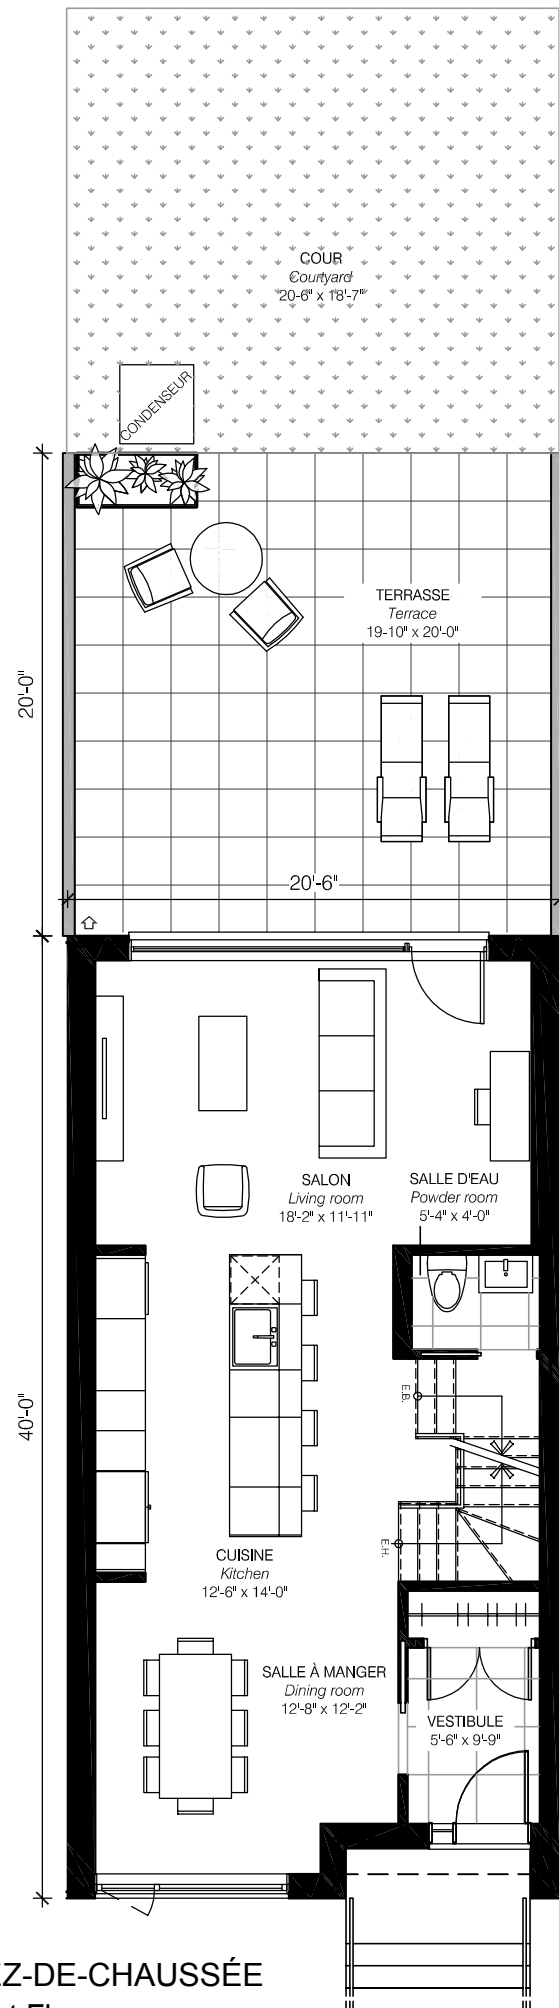 COUR
Courtyard
20-6" x 18'-7"
CONDENSEUR
TERRASSE
Terrace
19-10" x 20'-0"
20'-0"
20'-6"
SALON
Living room
18'-2" x 11'-11"
SALLE D'EAU
Powder room
5'-4" x 4'-0"
E.B.
40'-0"
E.H.
CUISINE
Kitchen
12'-6" x 14'-0"
SALLE À MANGER
Dining room
12'-8" x 12'-2"
VESTIBULE
5'-6" x 9'-9"
EZ-DE-CHAUSSÉE